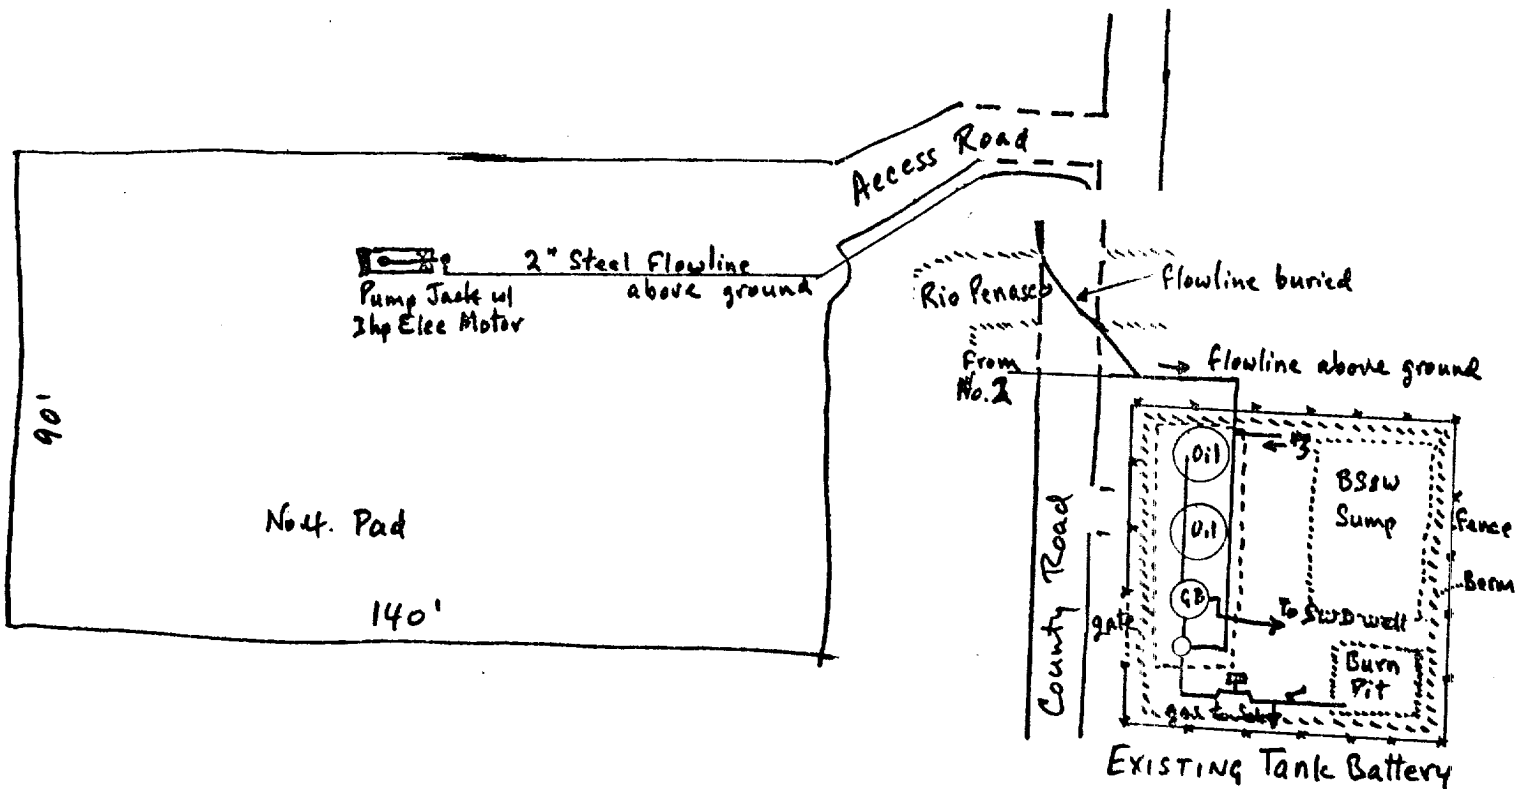 Access Road
2" Steel Flowline
above ground
Pump Jack w/
3hp Elec Motor
Rio Penasco
flowline buried
From
No. 2
flowline above ground
90'
No 4. Pad
140'
County Road
gate
Oil
Oil
GB
#3
BS&W
Sump
Fence
Berm
To SWD well
Burn
Pit
gas to sales
EXISTING Tank Battery